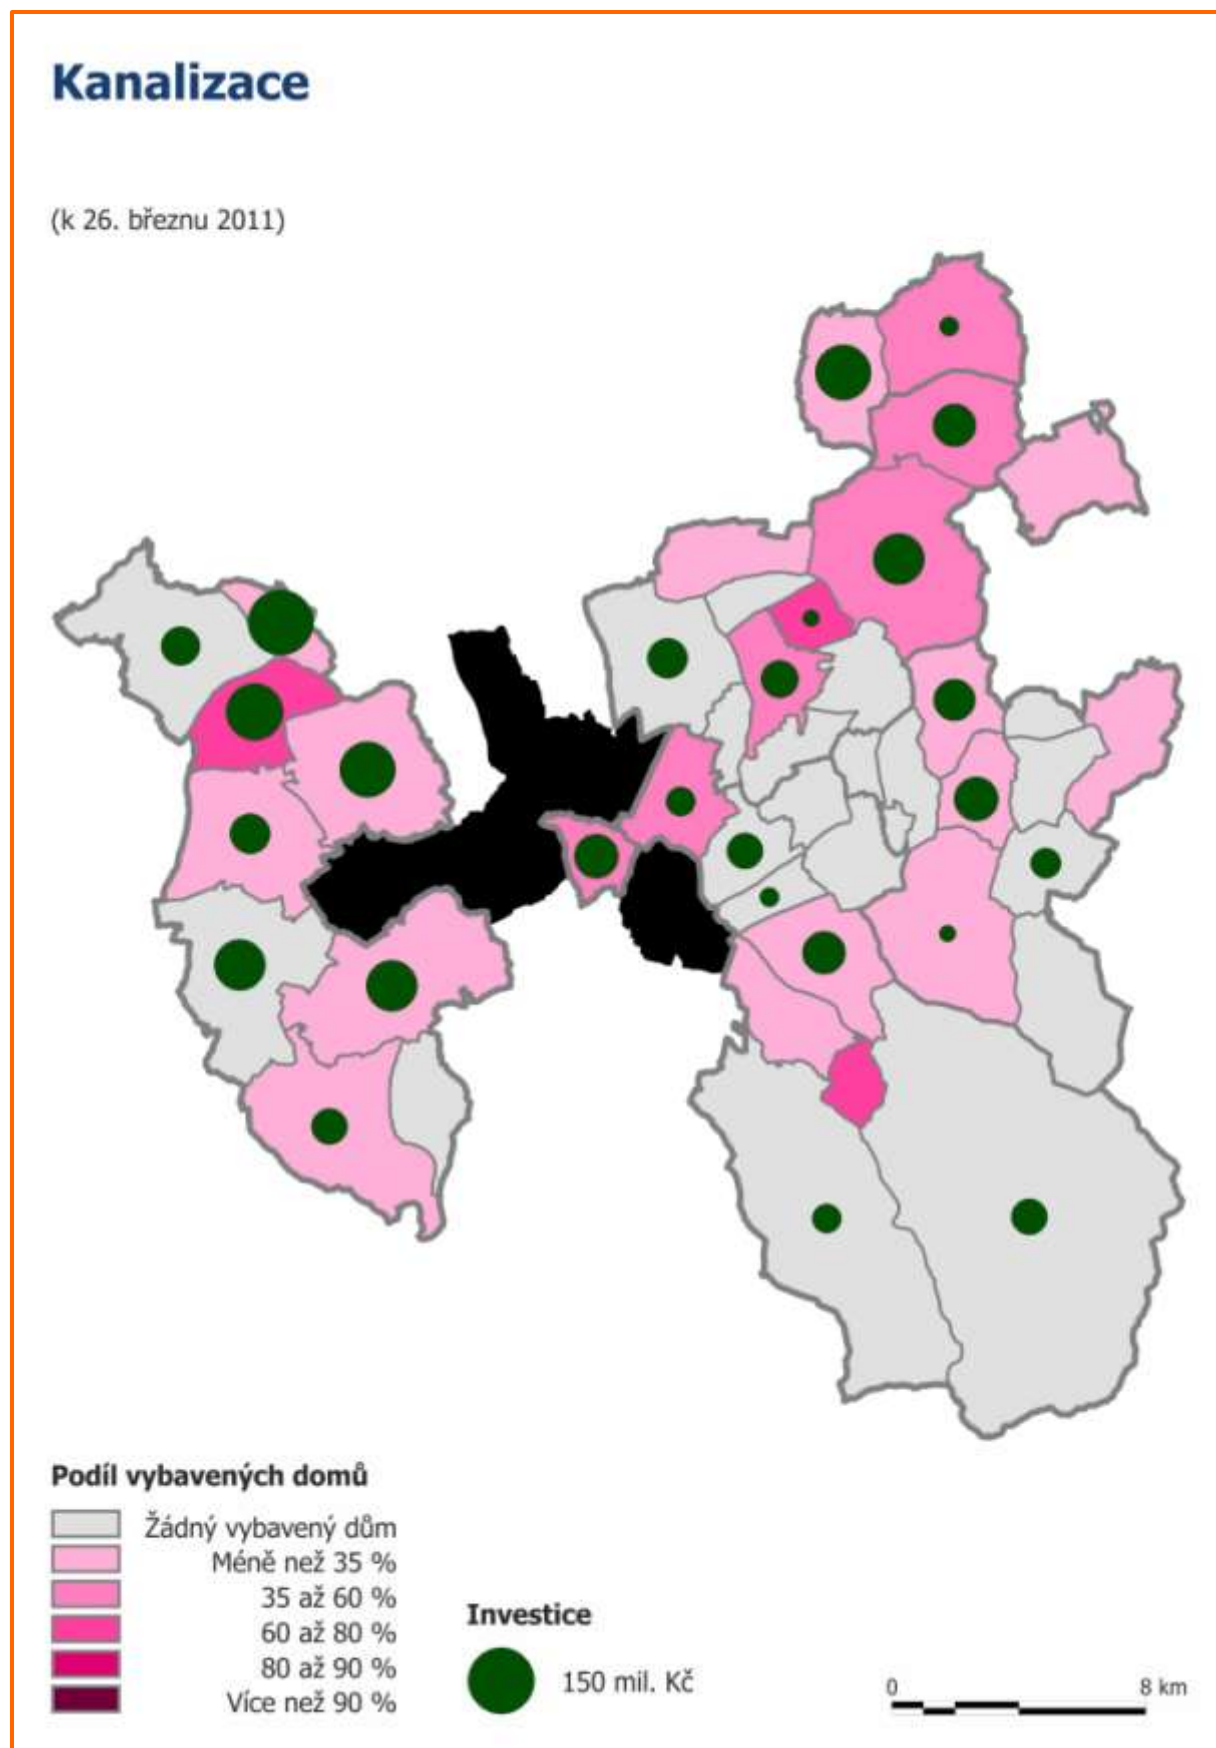 Kanalizace
(k 26. březnu 2011)
Podíl vybavených domů
Žádný vybavený dům
Méně než 35 %
35 až 60 %
60 až 80 %
80 až 90 %
Více než 90 %
Investice
150 mil. Kč
0 8 km